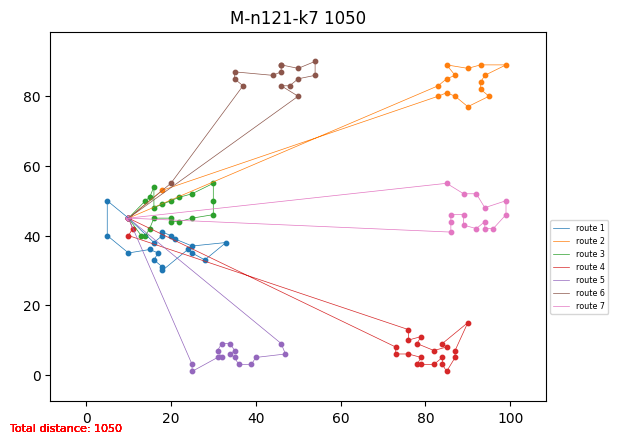 M-n121-k7 1050
80
60
40
20
0
0 20 40 60 80 100
route 1
route 2
route 3
route 4
route 5
route 6
route 7
Total distance: 1050